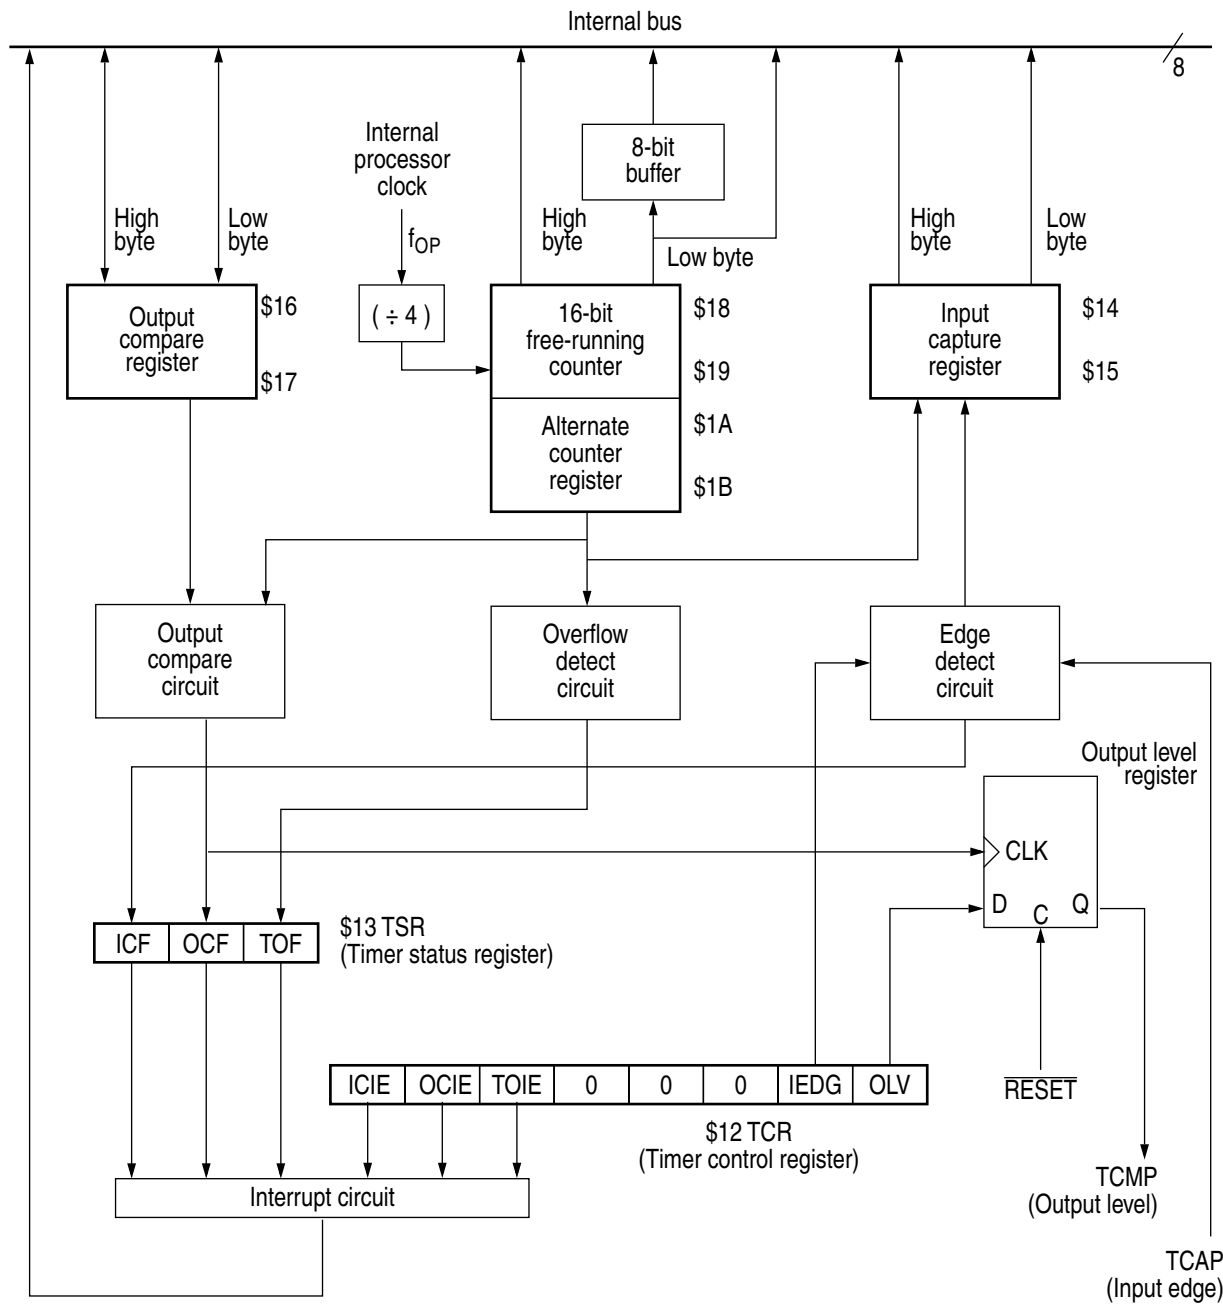 Internal bus
8
Internal
processor
clock
8-bit
buffer
High
byte
Low
byte
fOP
High
byte
Low byte
High
byte
Low
byte
Output
compare
register
$16
$17
( ÷ 4 )
16-bit
free-running
counter
$18
$19
Alternate
counter
register
$1A
$1B
Input
capture
register
$14
$15
Output
compare
circuit
Overflow
detect
circuit
Edge
detect
circuit
Output level
register
CLK
D
C
Q
ICF OCF TOF
$13 TSR
(Timer status register)
ICIE OCIE TOIE 0 0 0 IEDG OLV
RESET
$12 TCR
(Timer control register)
Interrupt circuit
TCMP
(Output level)
TCAP
(Input edge)